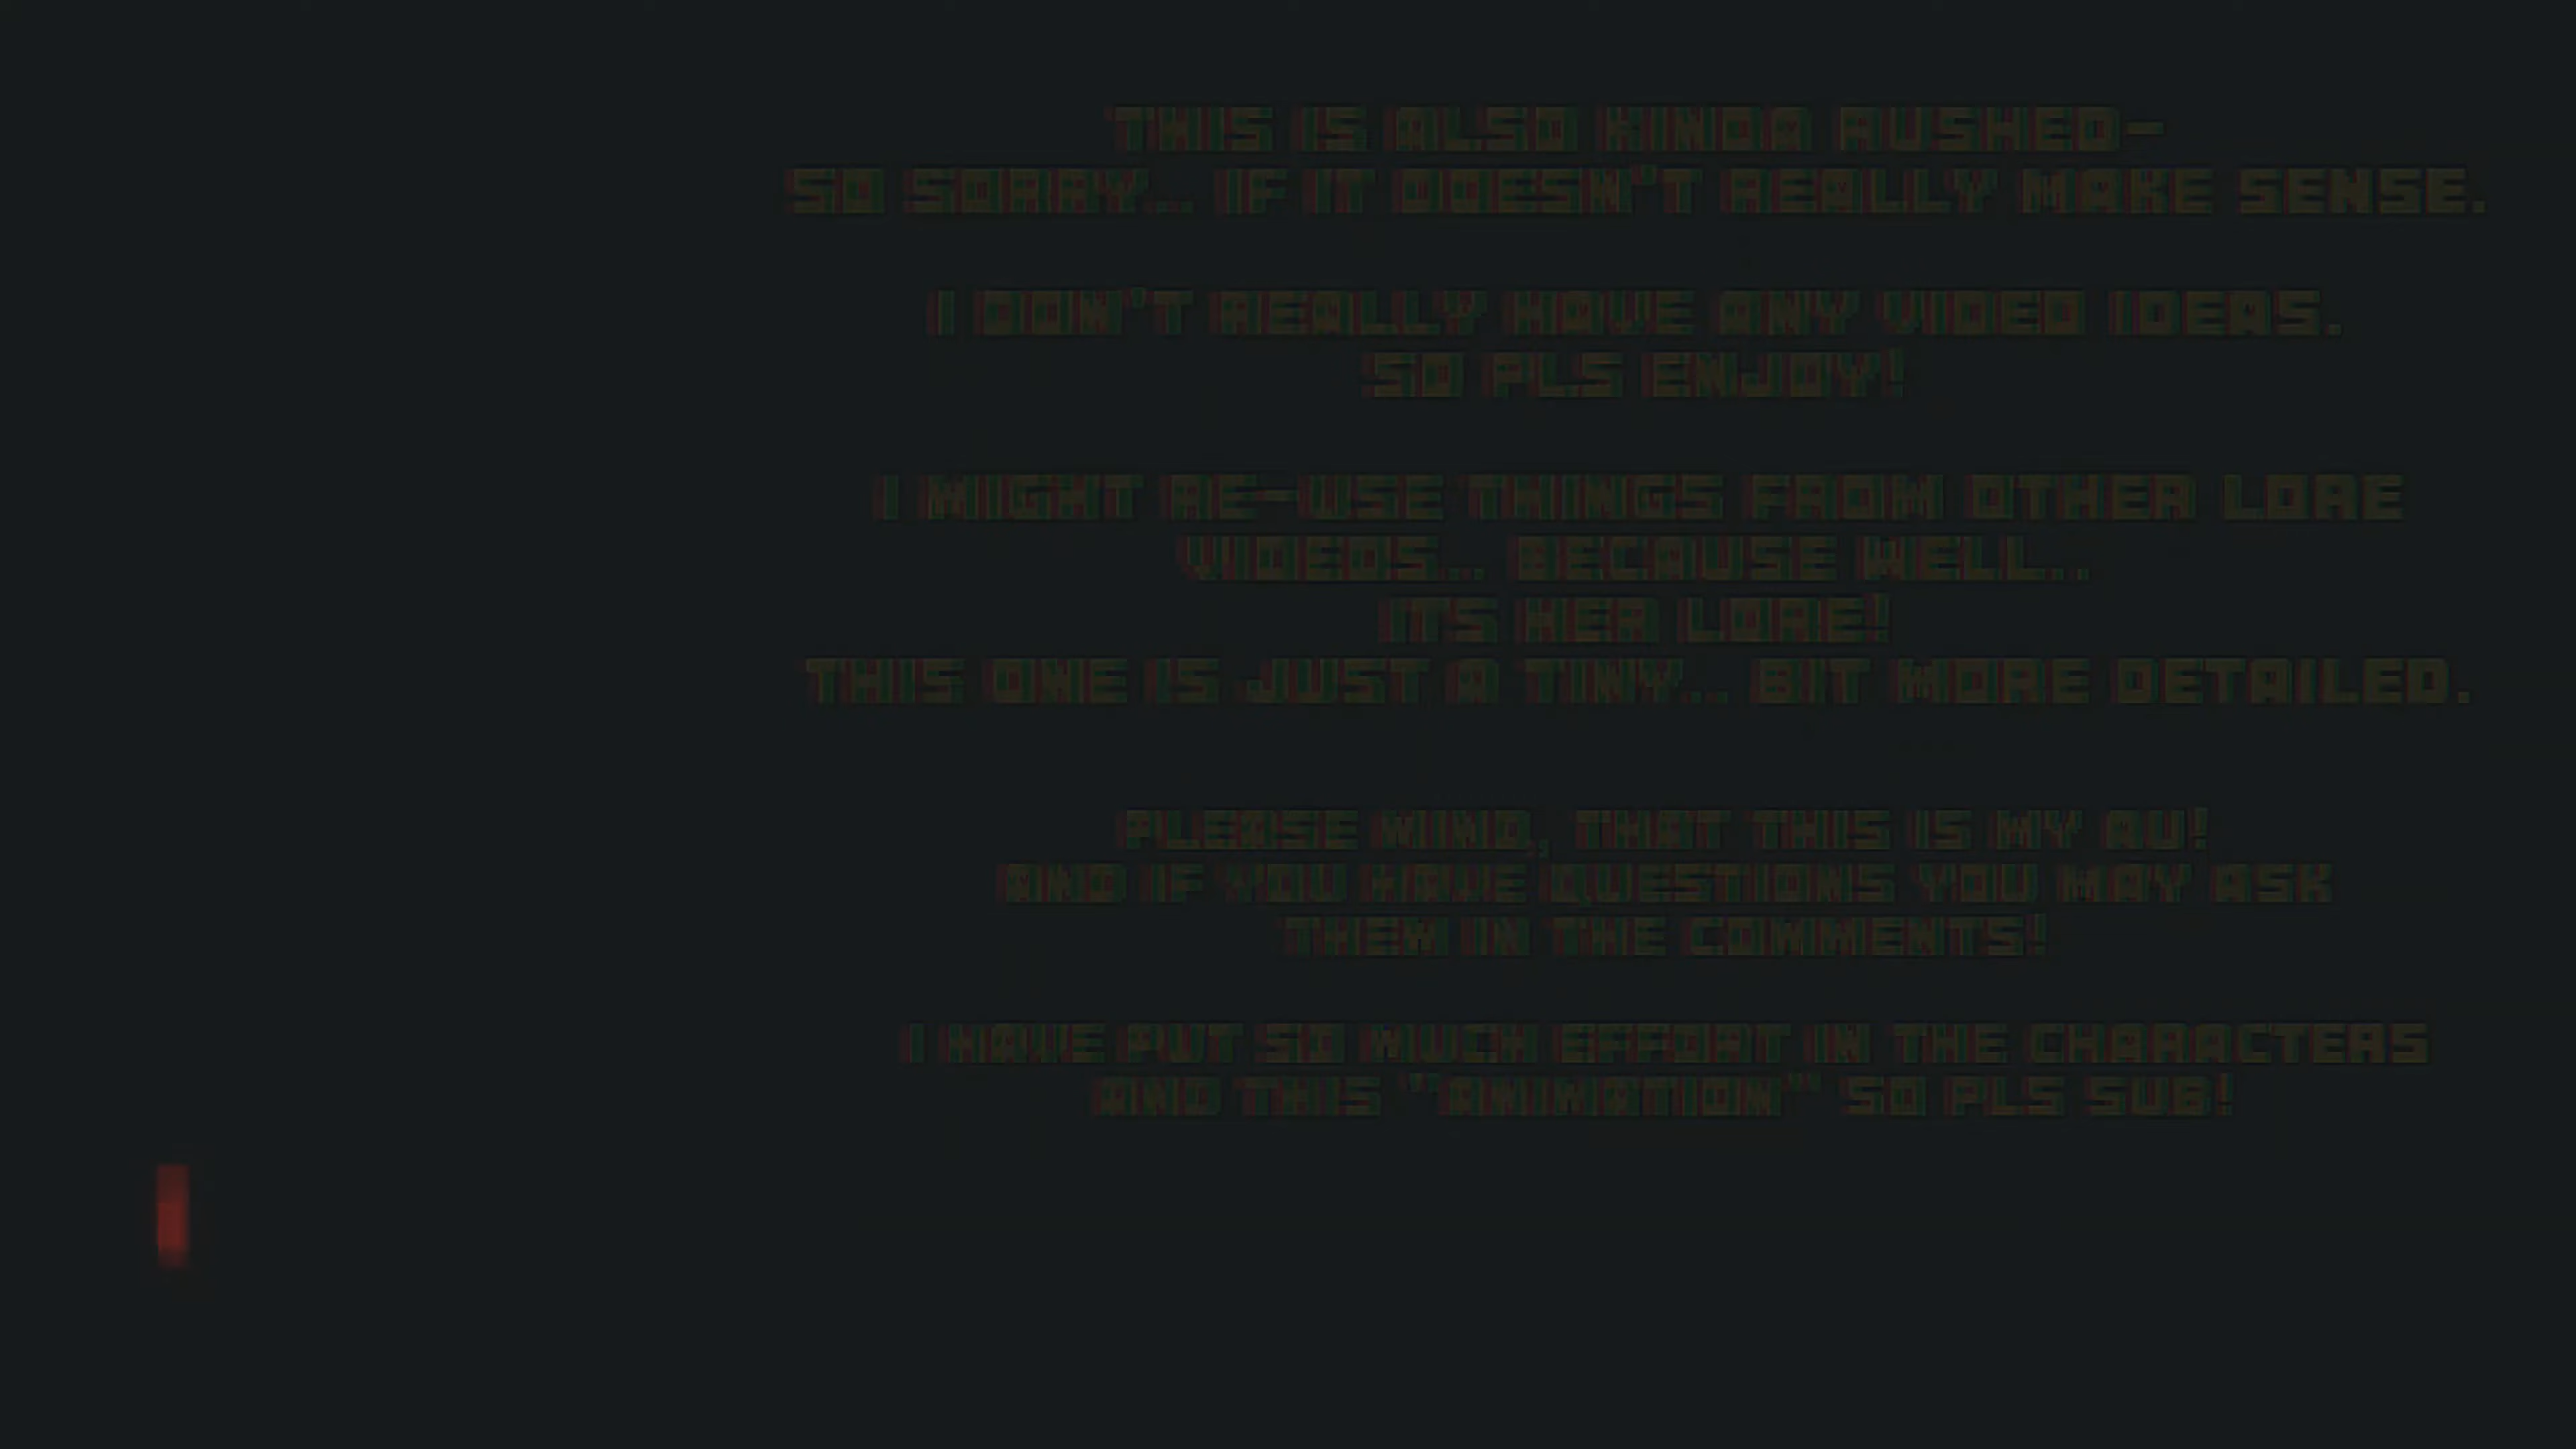 THIS IS ALSO KINDA RUSHED-
SO SORRY... IF IT DOESN'T REALLY MAKE SENSE.
I DON'T REALLY HAVE ANY VIDEO IDEAS.
SO PLS ENJOY!
I MIGHT RE-USE THINGS FROM OTHER LORE
VIDEOS... BECAUSE WELL...
ITS HER LORE!
THIS ONE IS JUST A TINY... BIT MORE DETAILED.
PLEASE MIND, THAT THIS IS MY AU!
AND IF YOU HAVE QUESTIONS YOU MAY ASK
THEM IN THE COMMENTS!
I HAVE PUT SO MUCH EFFORT IN THE CHARACTERS
AND THIS "ANIMATION" SO PLS SUB!